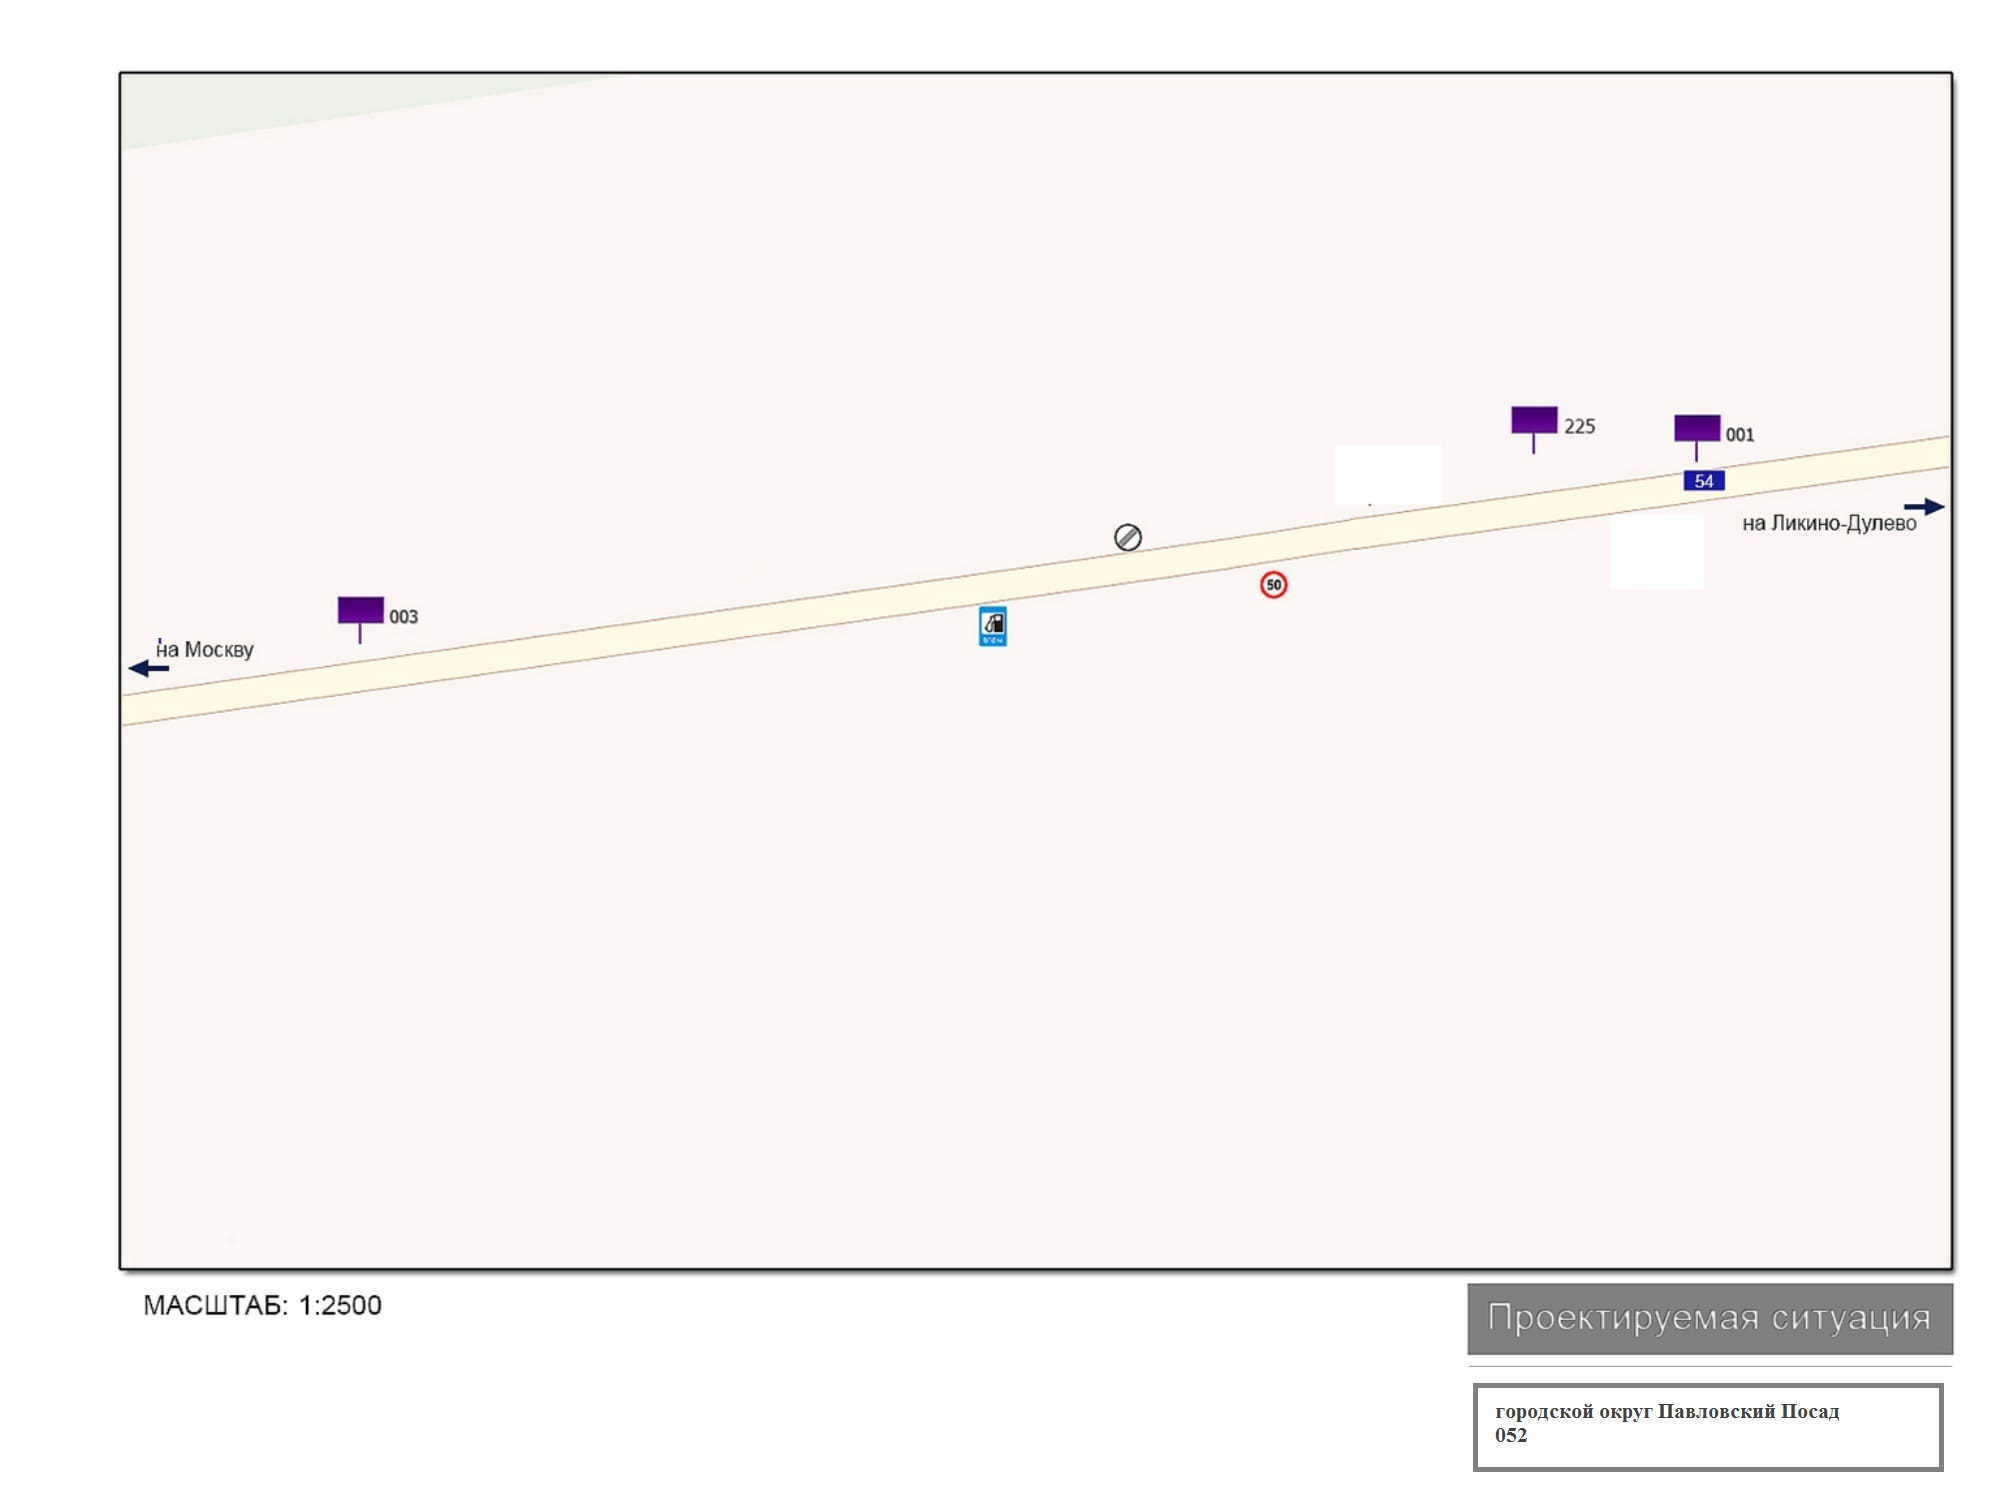 225
001
54
на Ликино-Дулево
50
003
на Москву
МАСШТАБ: 1:2500
Проектируемая ситуация
городской округ Павловский Посад
052